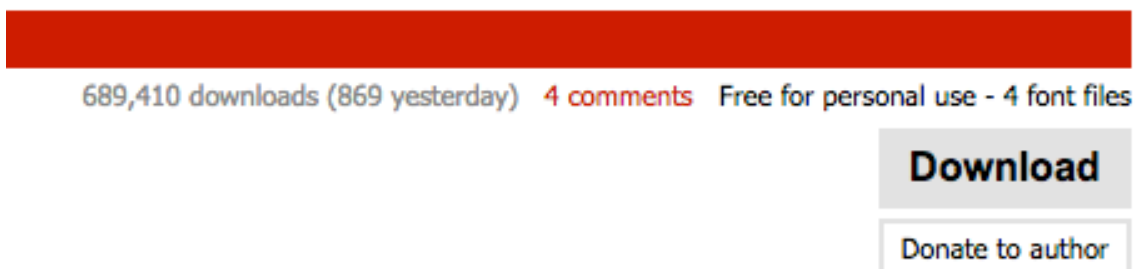 689,410 downloads (869 yesterday) 4 comments Free for personal use - 4 font files
Download
Donate to author